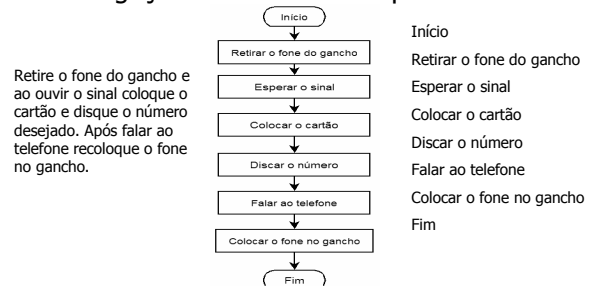 Retire o fone do gancho e
ao ouvir o sinal coloque o
cartão e disque o número
desejado. Após falar ao
telefone recoloque o fone
no gancho.
Início
Retirar o fone do gancho
Esperar o sinal
Colocar o cartão
Discar o número
Falar ao telefone
Colocar o fone no gancho
Fim
Início
Retirar o fone do gancho
Esperar o sinal
Colocar o cartão
Discar o número
Falar ao telefone
Colocar o fone no gancho
Fim